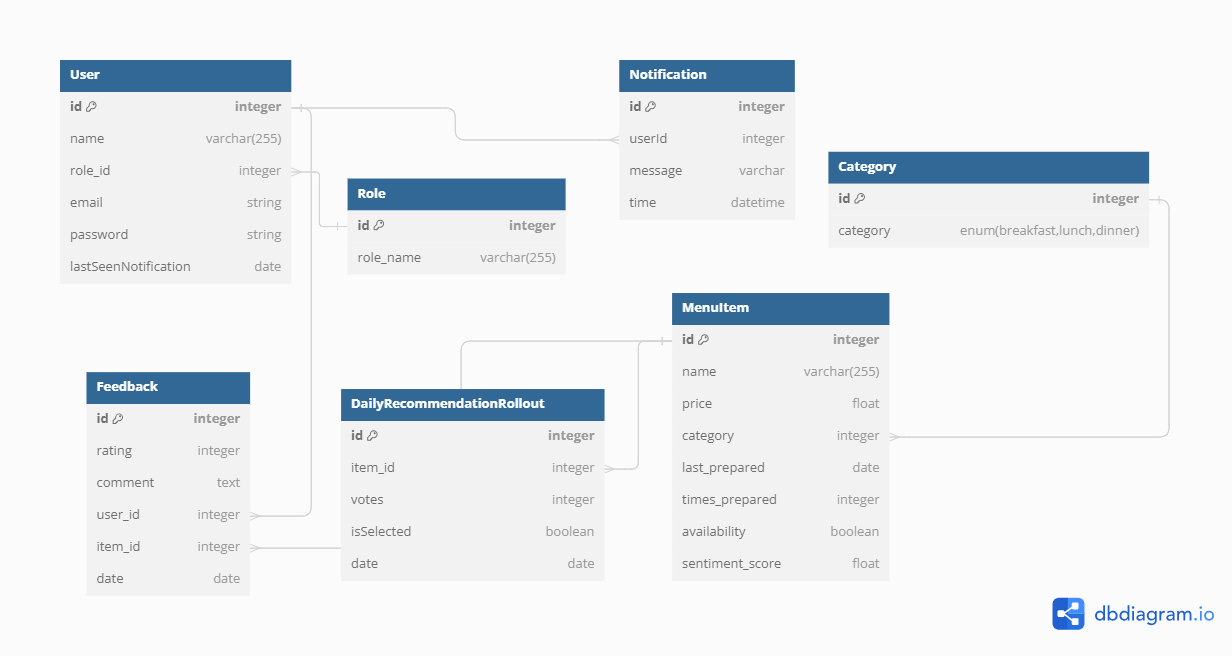 User
id integer
name varchar(255)
role_id integer
email string
password string
lastSeenNotification date
Notification
id integer
userId integer
message varchar
time datetime
Role
id integer
role_name varchar(255)
Category
id integer
category enum(breakfast,lunch,dinner)
MenuItem
id integer
name varchar(255)
price float
category integer
last_prepared date
times_prepared integer
availability boolean
sentiment_score float
Feedback
id integer
rating integer
comment text
user_id integer
item_id integer
date date
DailyRecommendationRollout
id integer
item_id integer
votes integer
isSelected boolean
date date
dbdiagram.io